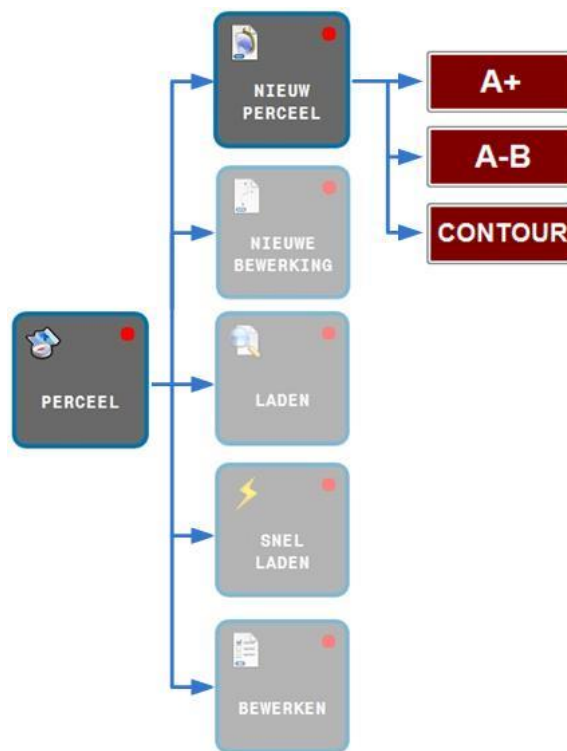 NIEUW
PERCEEL
A+
A-B
CONTOUR
NIEUWE
BEWERKING
PERCEEL
LADEN
SNEL
LADEN
BEWERKEN